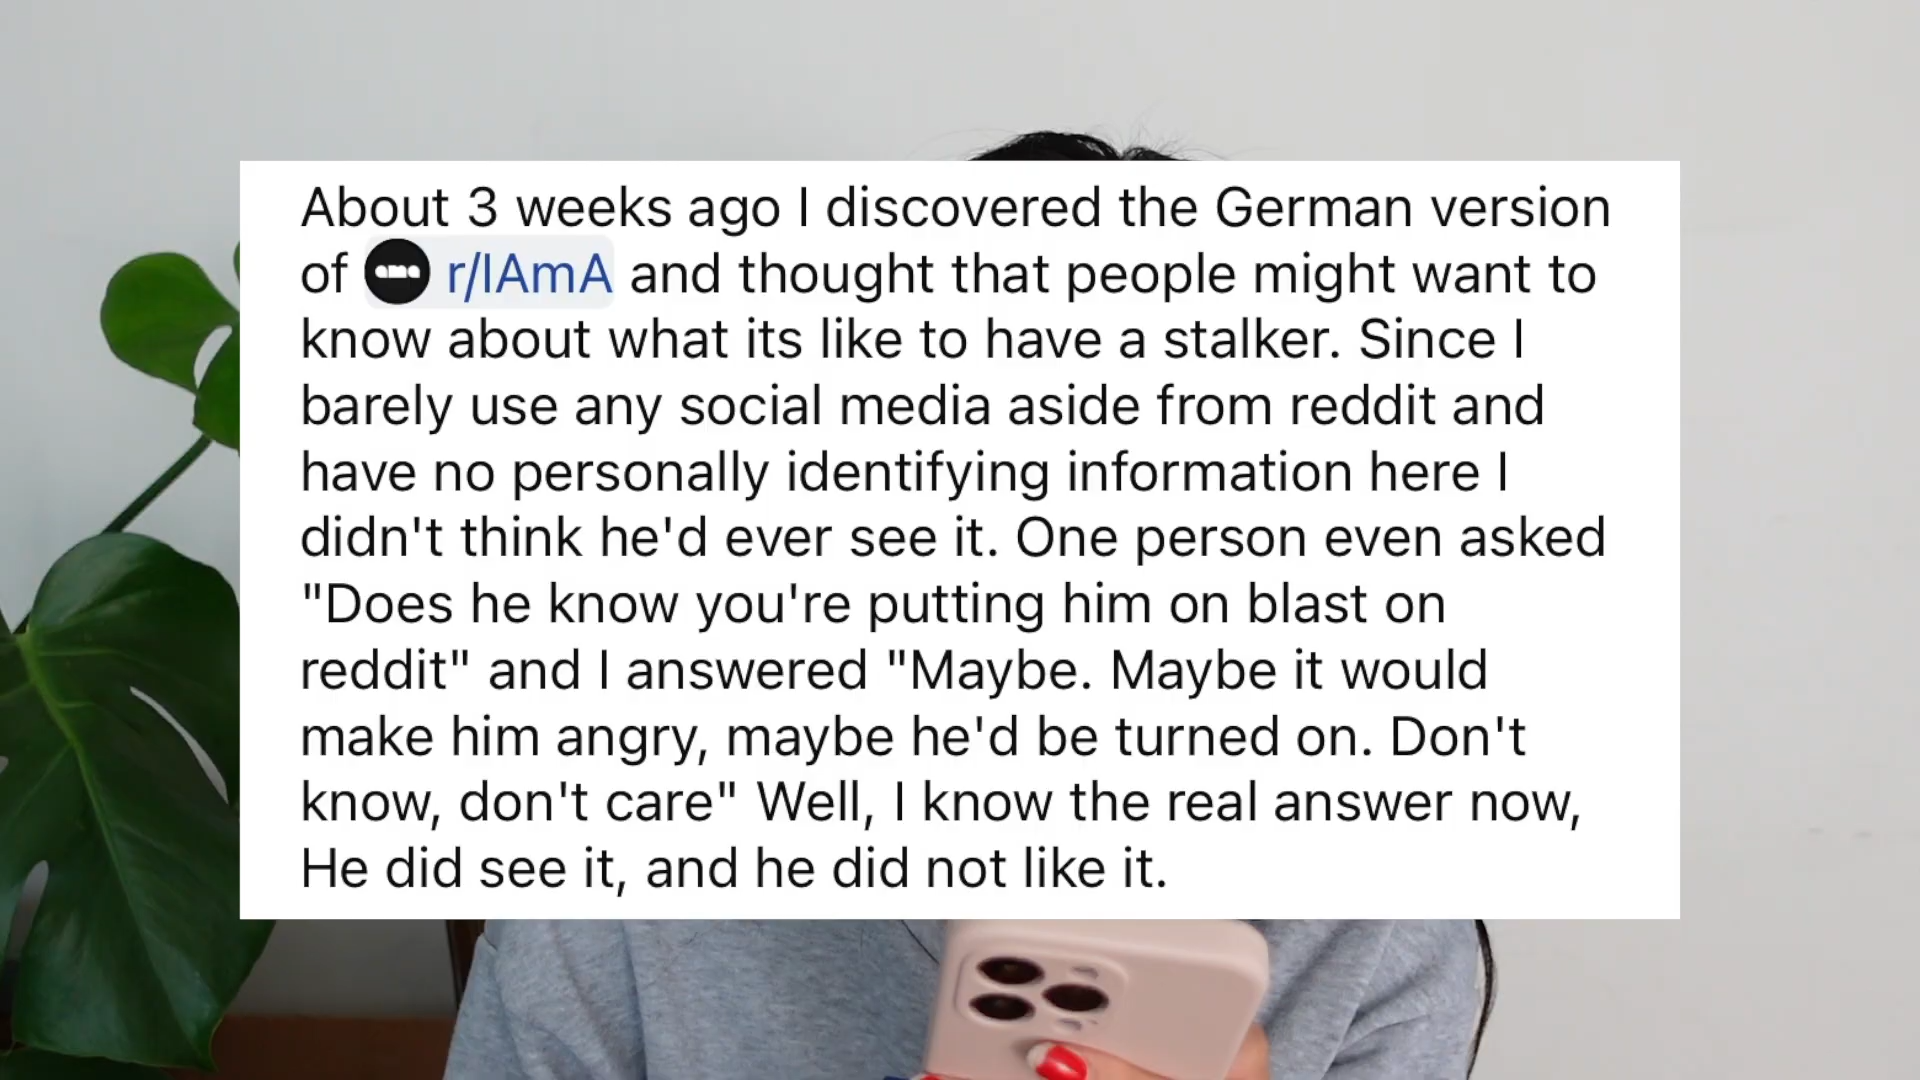 About 3 weeks ago I discovered the German version
of ama r/IAmA and thought that people might want to
know about what its like to have a stalker. Since I
barely use any social media aside from reddit and
have no personally identifying information here I
didn't think he'd ever see it. One person even asked
"Does he know you're putting him on blast on
reddit" and I answered "Maybe. Maybe it would
make him angry, maybe he'd be turned on. Don't
know, don't care" Well, I know the real answer now,
He did see it, and he did not like it.